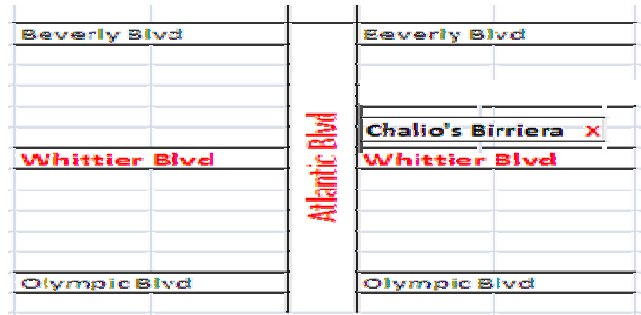 Beverly Blvd Beverly Blvd
Atlantic Blvd
Chalio's Birriera x
Whittier Blvd Whittier Blvd
Olympic Blvd Olympic Blvd